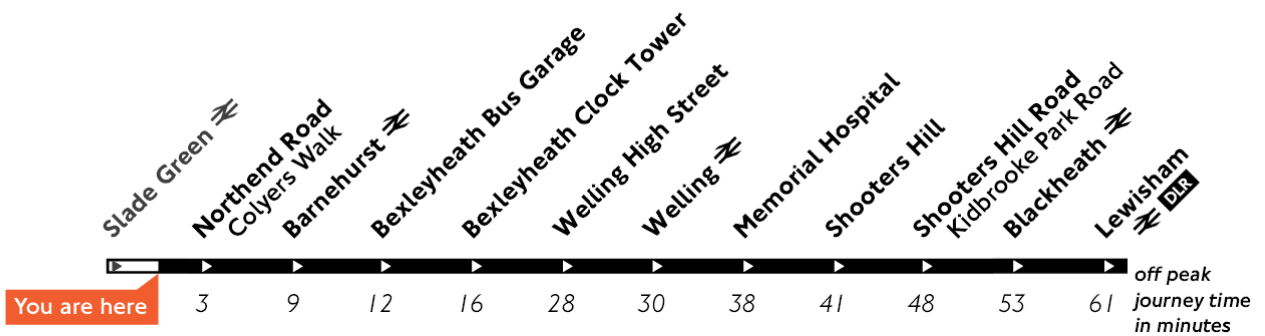 Slade Green
Northend Road
Colyers Walk
Barnehurst
Bexleyheath Bus Garage
Bexleyheath Clock Tower
Welling High Street
Welling
Memorial Hospital
Shooters Hill
Shooters Hill Road
Kidbrooke Park Road
Blackheath
Lewisham
DLR
You are here
3 9 12 16 28 30 38 41 48 53 61
off peak
journey time
in minutes